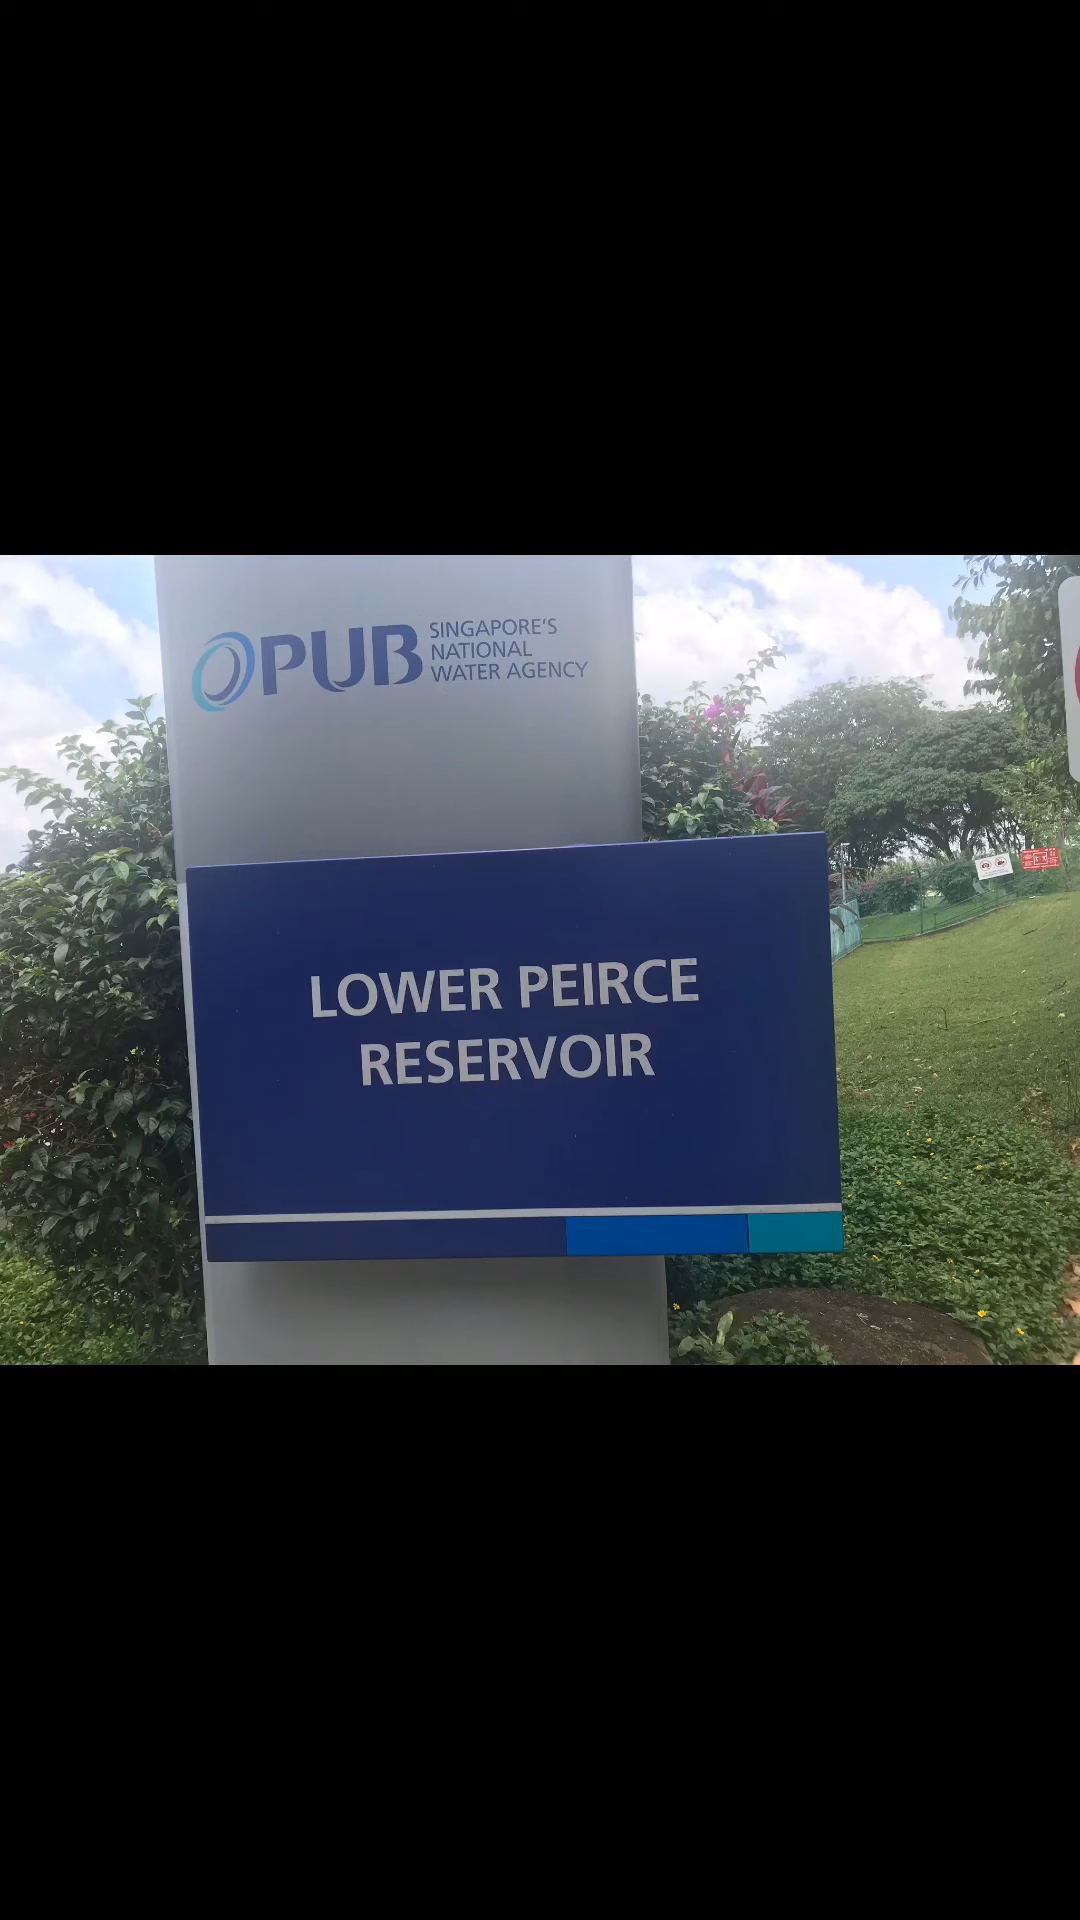 PUB
SINGAPORE'S
NATIONAL
WATER AGENCY
LOWER PEIRCE
RESERVOIR